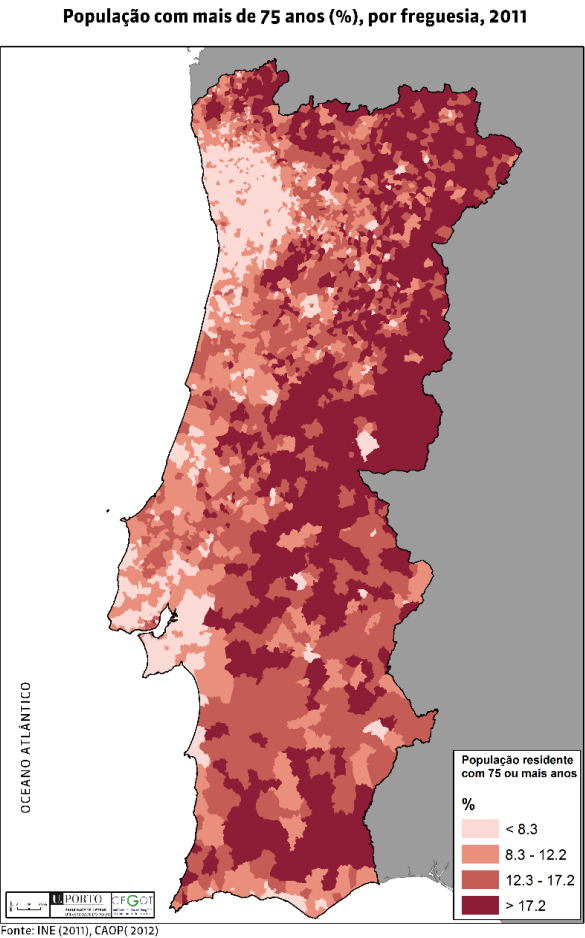 População com mais de 75 anos (%), por freguesia, 2011
OCEANO ATLÂNTICO
População residente
com 75 ou mais anos
%
< 8.3
8.3 - 12.2
12.3 - 17.2
> 17.2
U. PORTO
CEGOT
Fonte: INE (2011), CAOP( 2012)